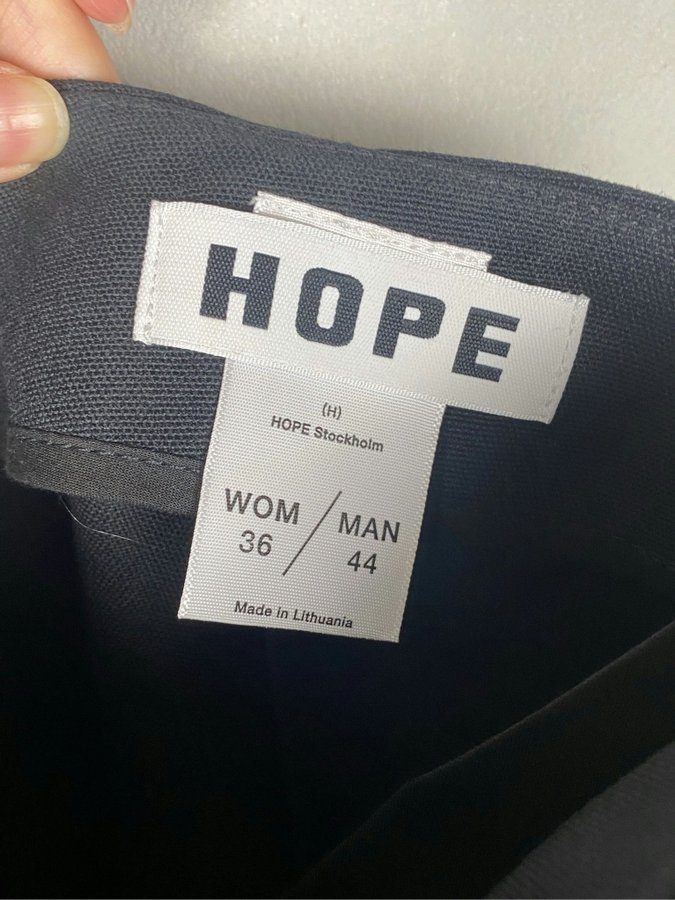 HOPE
(H)
HOPE Stockholm
WOM / MAN
36 / 44
Made in Lithuania